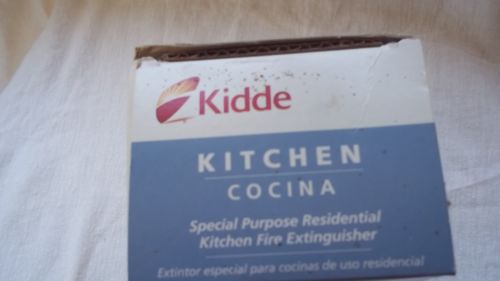 Kidde
KITCHEN
COCINA
Special Purpose Residential
Kitchen Fire Extinguisher
Extintor especial para cocinas de uso residencial